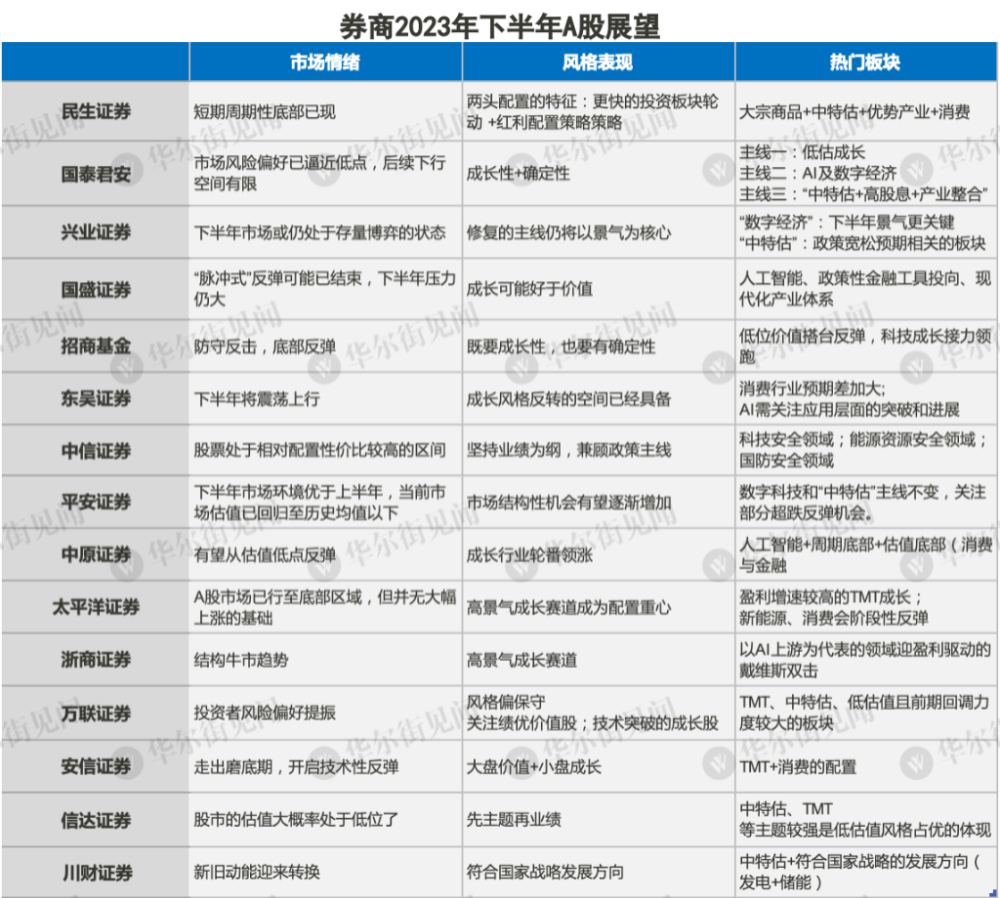 券商2023年下半年A股展望
市场情绪
风格表现
热门板块
民生证券
短期周期性底部已现
两头配置的特征：更快的投资板块轮
动 +红利配置策略策略
大宗商品+中特估+优势产业+消费
国泰君安
市场风险偏好已逼近低点，后续下行
空间有限
成长性+确定性
主线一：低估成长
主线二：AI及数字经济
主线三：“中特估+高股息+产业整合”
兴业证券
下半年市场或仍处于存量博弈的状态
修复的主线仍将以景气为核心
“数字经济”：下半年景气更关键
“中特估”：政策宽松预期相关的板块
国盛证券
“脉冲式”反弹可能已结束，下半年压力
仍大
成长可能好于价值
人工智能、政策性金融工具投向、现
代化产业体系
招商基金
防守反击，底部反弹
既要成长性，也要有确定性
低位价值搭台反弹，科技成长接力领
跑
东吴证券
下半年将震荡上行
成长风格反转的空间已经具备
消费行业预期差加大;
AI需关注应用层面的突破和进展
中信证券
股票处于相对配置性价比较高的区间
坚持业绩为纲，兼顾政策主线
科技安全领域；能源资源安全领域；
国防安全领域
平安证券
下半年市场环境优于上半年，当前市
场估值已回归至历史均值以下
市场结构性机会有望逐渐增加
数字科技和“中特估”主线不变，关注
部分超跌反弹机会。
中原证券
有望从估值低点反弹
成长行业轮番领涨
人工智能+周期底部+估值底部（消费
与金融
太平洋证券
A股市场已行至底部区域，但并无大幅
上涨的基础
高景气成长赛道成为配置重心
盈利增速较高的TMT成长；
新能源、消费会阶段性反弹
浙商证券
结构牛市趋势
高景气成长赛道
以AI上游为代表的领域迎盈利驱动的
戴维斯双击
万联证券
投资者风险偏好提振
风格偏保守
关注绩优价值股；技术突破的成长股
TMT、中特估、低估值且前期回调力
度较大的板块
安信证券
走出磨底期，开启技术性反弹
大盘价值+小盘成长
TMT+消费的配置
信达证券
股市的估值大概率处于低位了
先主题再业绩
中特估、TMT
等主题较强是低估值风格占优的体现
川财证券
新旧动能迎来转换
符合国家战咯发展方向
中特估+符合国家战略的发展方向（
发电+储能）
华尔街见闻